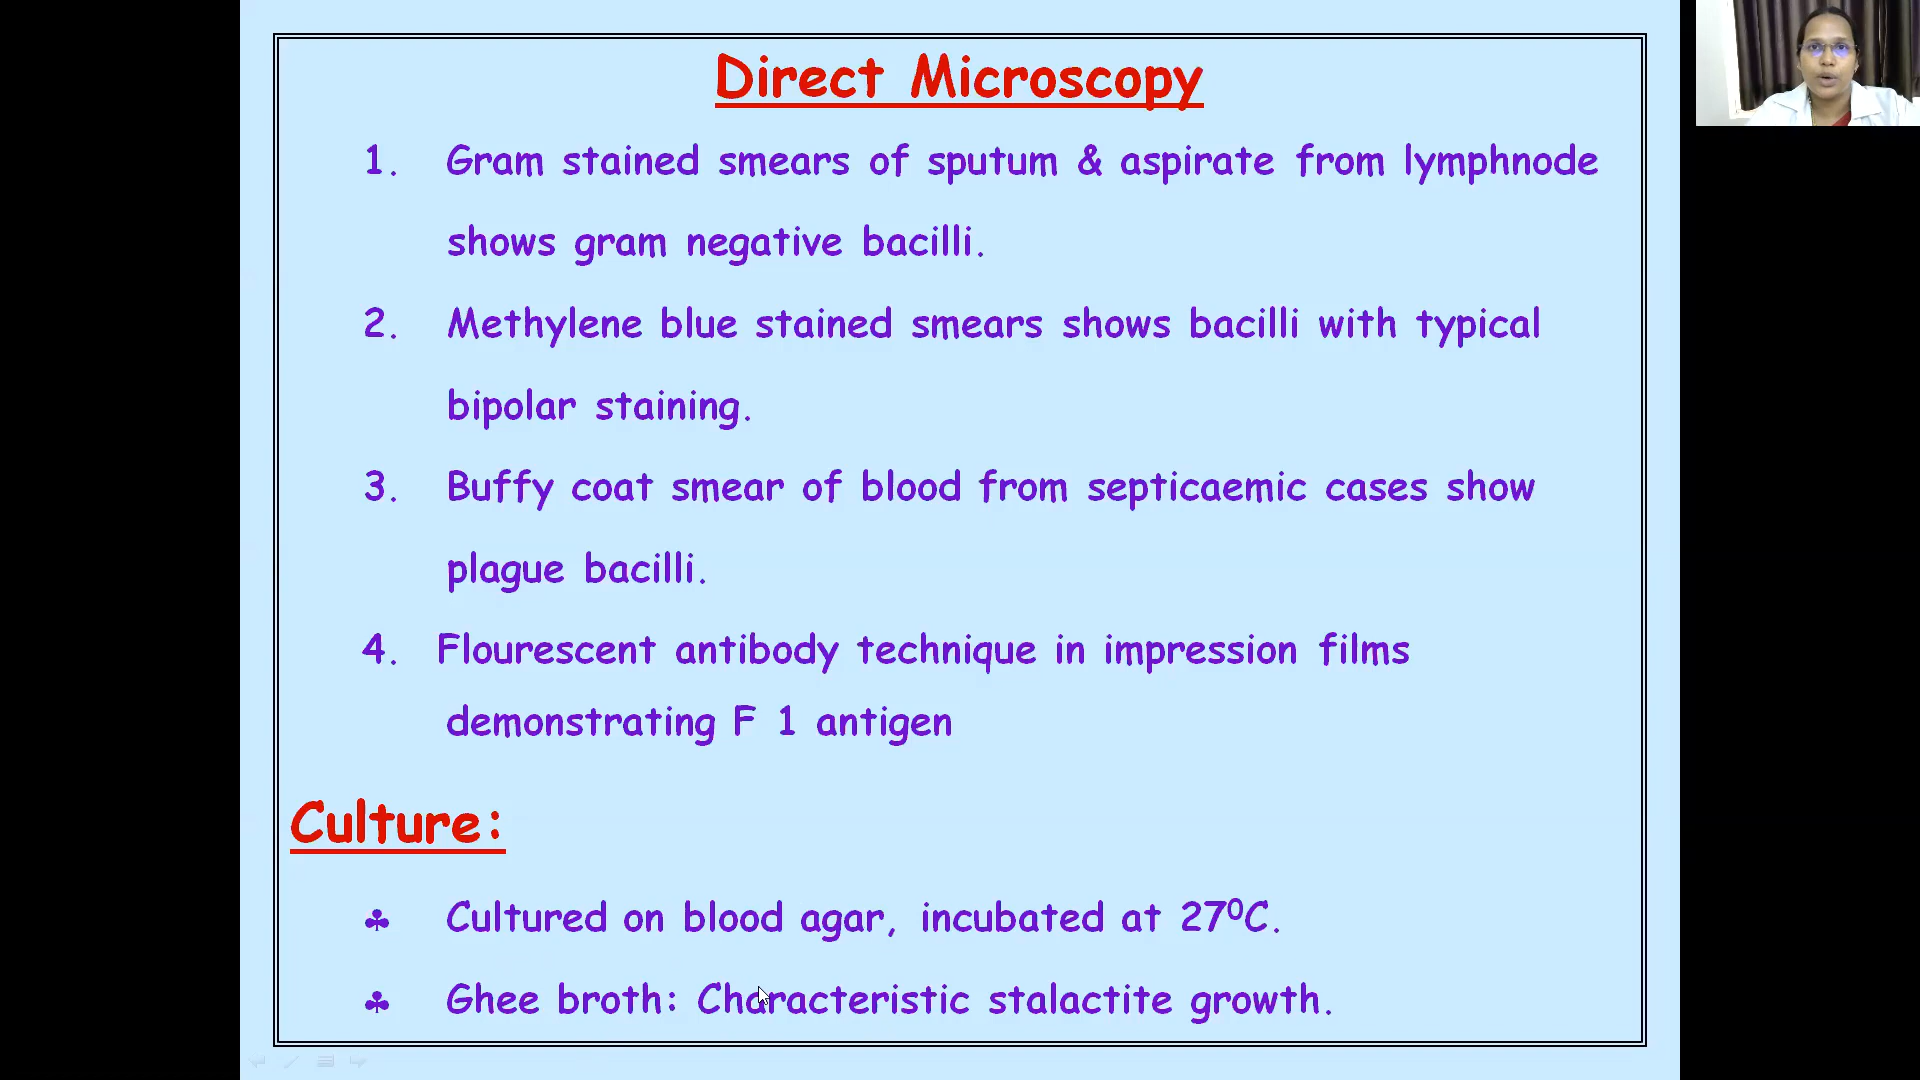 Direct Microscopy
1. Gram stained smears of sputum & aspirate from lymphnode
shows gram negative bacilli.
2. Methylene blue stained smears shows bacilli with typical
bipolar staining.
3. Buffy coat smear of blood from septicaemic cases show
plague bacilli.
4. Flourescent antibody technique in impression films
demonstrating F 1 antigen
Culture:
♣ Cultured on blood agar, incubated at 27⁰C.
♣ Ghee broth: Characteristic stalactite growth.